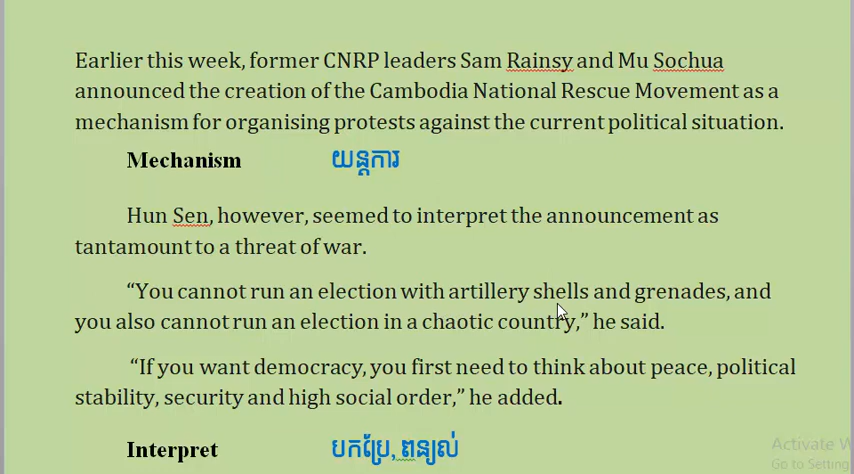 Earlier this week, former CNRP leaders Sam Rainsy and Mu Sochua
announced the creation of the Cambodia National Rescue Movement as a
mechanism for organising protests against the current political situation.
Mechanism យន្តការ
Hun Sen, however, seemed to interpret the announcement as
tantamount to a threat of war.
“You cannot run an election with artillery shells and grenades, and
you also cannot run an election in a chaotic country,” he said.
“If you want democracy, you first need to think about peace, political
stability, security and high social order,” he added.
Interpret បកប្រែ, ពន្យល់
Activate W
Go to Setting